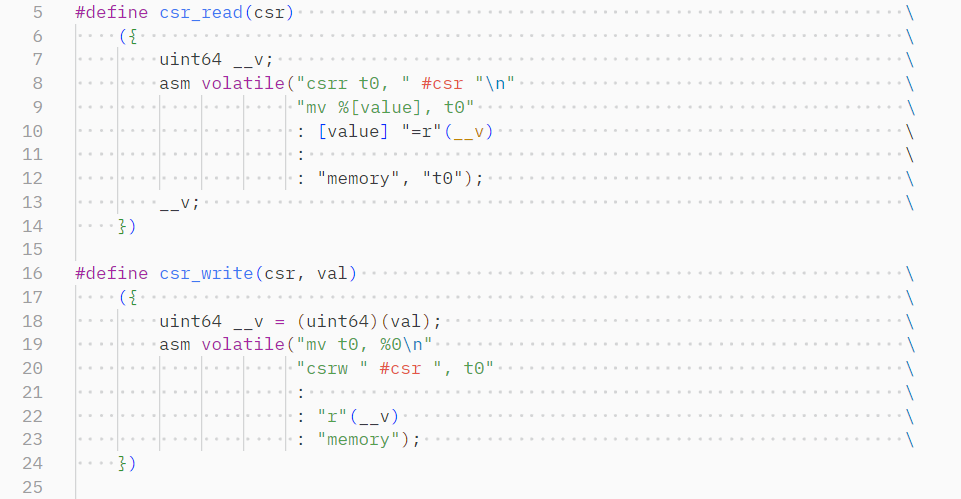 5 #define csr_read(csr) \
6 ({ \
7 uint64 __v; \
8 asm volatile("csrr t0, " #csr "\n" \
9 "mv %[value], t0" \
10 : [value] "=r"(__v) \
11 : \
12 : "memory", "t0"); \
13 __v; \
14 })
15
16 #define csr_write(csr, val) \
17 ({ \
18 uint64 __v = (uint64)(val); \
19 asm volatile("mv t0, %0\n" \
20 "csrw " #csr ", t0" \
21 : \
22 : "r"(__v) \
23 : "memory"); \
24 })
25